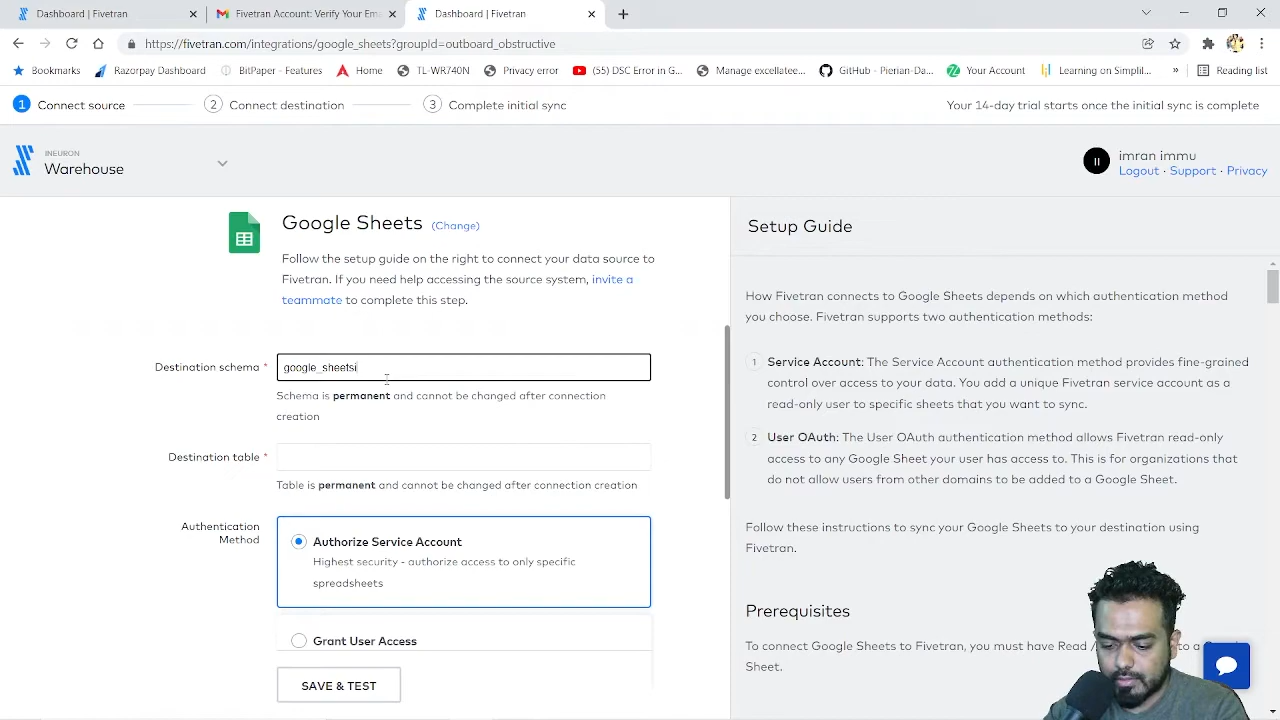 Dashboard | Fivetran
Fivetran Account: Verify Your Ema
Dashboard | Fivetran
https://fivetran.com/integrations/google_sheets?groupId=outboard_obstructive
Bookmarks
Razorpay Dashboard
BitPaper - Features
Home
TL-WR740N
Privacy error
(55) DSC Error in G...
Manage excellatee...
GitHub - Pierian-Da...
Your Account
Learning on Simplil...
»
Reading list
1 Connect source
2 Connect destination
3 Complete initial sync
Your 14-day trial starts once the initial sync is complete
INEURON
Warehouse
II
imran immu
Logout · Support · Privacy
Google Sheets (Change)
Follow the setup guide on the right to connect your data source to
Fivetran. If you need help accessing the source system, invite a
teammate to complete this step.
Destination schema *
google_sheetsi
Schema is permanent and cannot be changed after connection
creation
Destination table *
Table is permanent and cannot be changed after connection creation
Authentication
Method
Authorize Service Account
Highest security - authorize access to only specific
spreadsheets
Grant User Access
SAVE & TEST
Setup Guide
How Fivetran connects to Google Sheets depends on which authentication method
you choose. Fivetran supports two authentication methods:
1 Service Account: The Service Account authentication method provides fine-grained
control over access to your data. You add a unique Fivetran service account as a
read-only user to specific sheets that you want to sync.
2 User OAuth: The User OAuth authentication method allows Fivetran read-only
access to any Google Sheet your user has access to. This is for organizations that
do not allow users from other domains to be added to a Google Sheet.
Follow these instructions to sync your Google Sheets to your destination using
Fivetran.
Prerequisites
To connect Google Sheets to Fivetran, you must have Read / to a
Sheet.